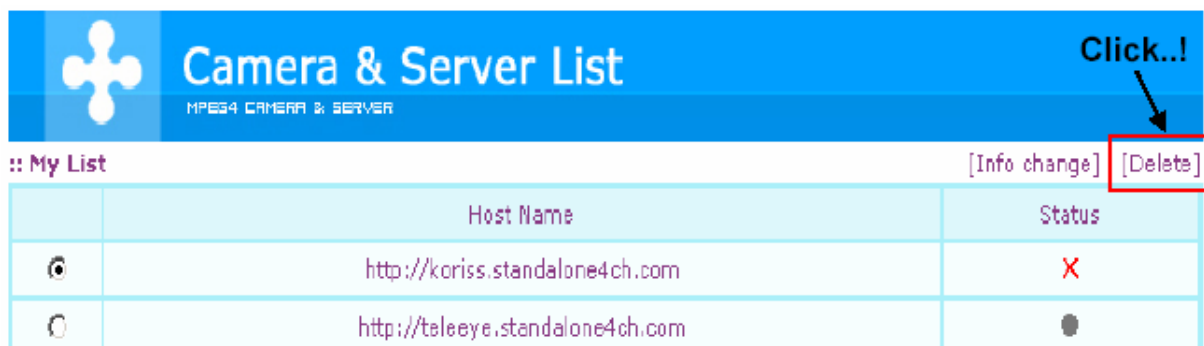 Camera & Server List
MPEG4 CAMERA & SERVER
Click..!
:: My List [Info change] [Delete]
Host Name Status
http://koriss.standalone4ch.com X
http://teleeye.standalone4ch.com